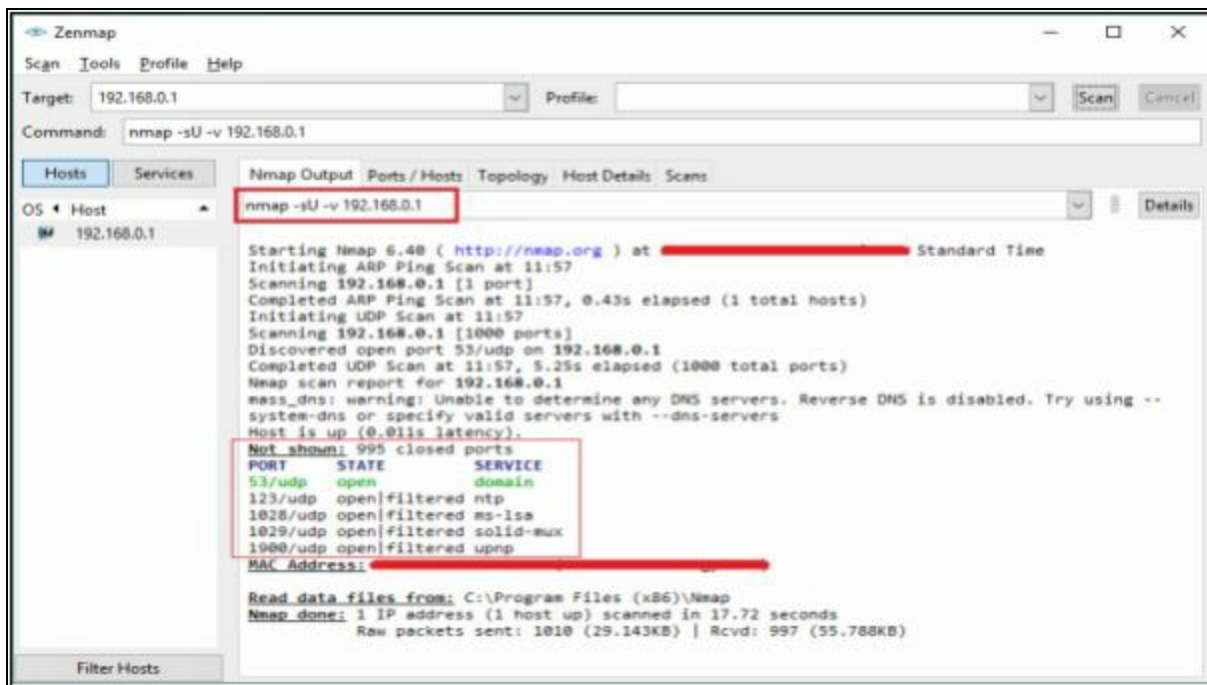 Zenmap
Scan Tools Profile Help
Target: 192.168.0.1 Profile: Scan Cancel
Command: nmap -sU -v 192.168.0.1
Hosts Services Nmap Output Ports / Hosts Topology Host Details Scans
OS Host nmap -sU -v 192.168.0.1 Details
192.168.0.1
Starting Nmap 6.40 ( http://nmap.org ) at Standard Time
Initiating ARP Ping Scan at 11:57
Scanning 192.168.0.1 [1 port]
Completed ARP Ping Scan at 11:57, 0.43s elapsed (1 total hosts)
Initiating UDP Scan at 11:57
Scanning 192.168.0.1 [1000 ports]
Discovered open port 53/udp on 192.168.0.1
Completed UDP Scan at 11:57, 5.25s elapsed (1000 total ports)
Nmap scan report for 192.168.0.1
mass_dns: warning: Unable to determine any DNS servers. Reverse DNS is disabled. Try using --
system-dns or specify valid servers with --dns-servers
Host is up (0.011s latency).
Not shown: 995 closed ports
PORT STATE SERVICE
53/udp open domain
123/udp open|filtered ntp
1028/udp open|filtered ms-lsa
1029/udp open|filtered solid-mux
1900/udp open|filtered upnp
MAC Address:
Read data files from: C:\Program Files (x86)\Nmap
Nmap done: 1 IP address (1 host up) scanned in 17.72 seconds
Raw packets sent: 1010 (29.143KB) | Rcvd: 997 (55.788KB)
Filter Hosts